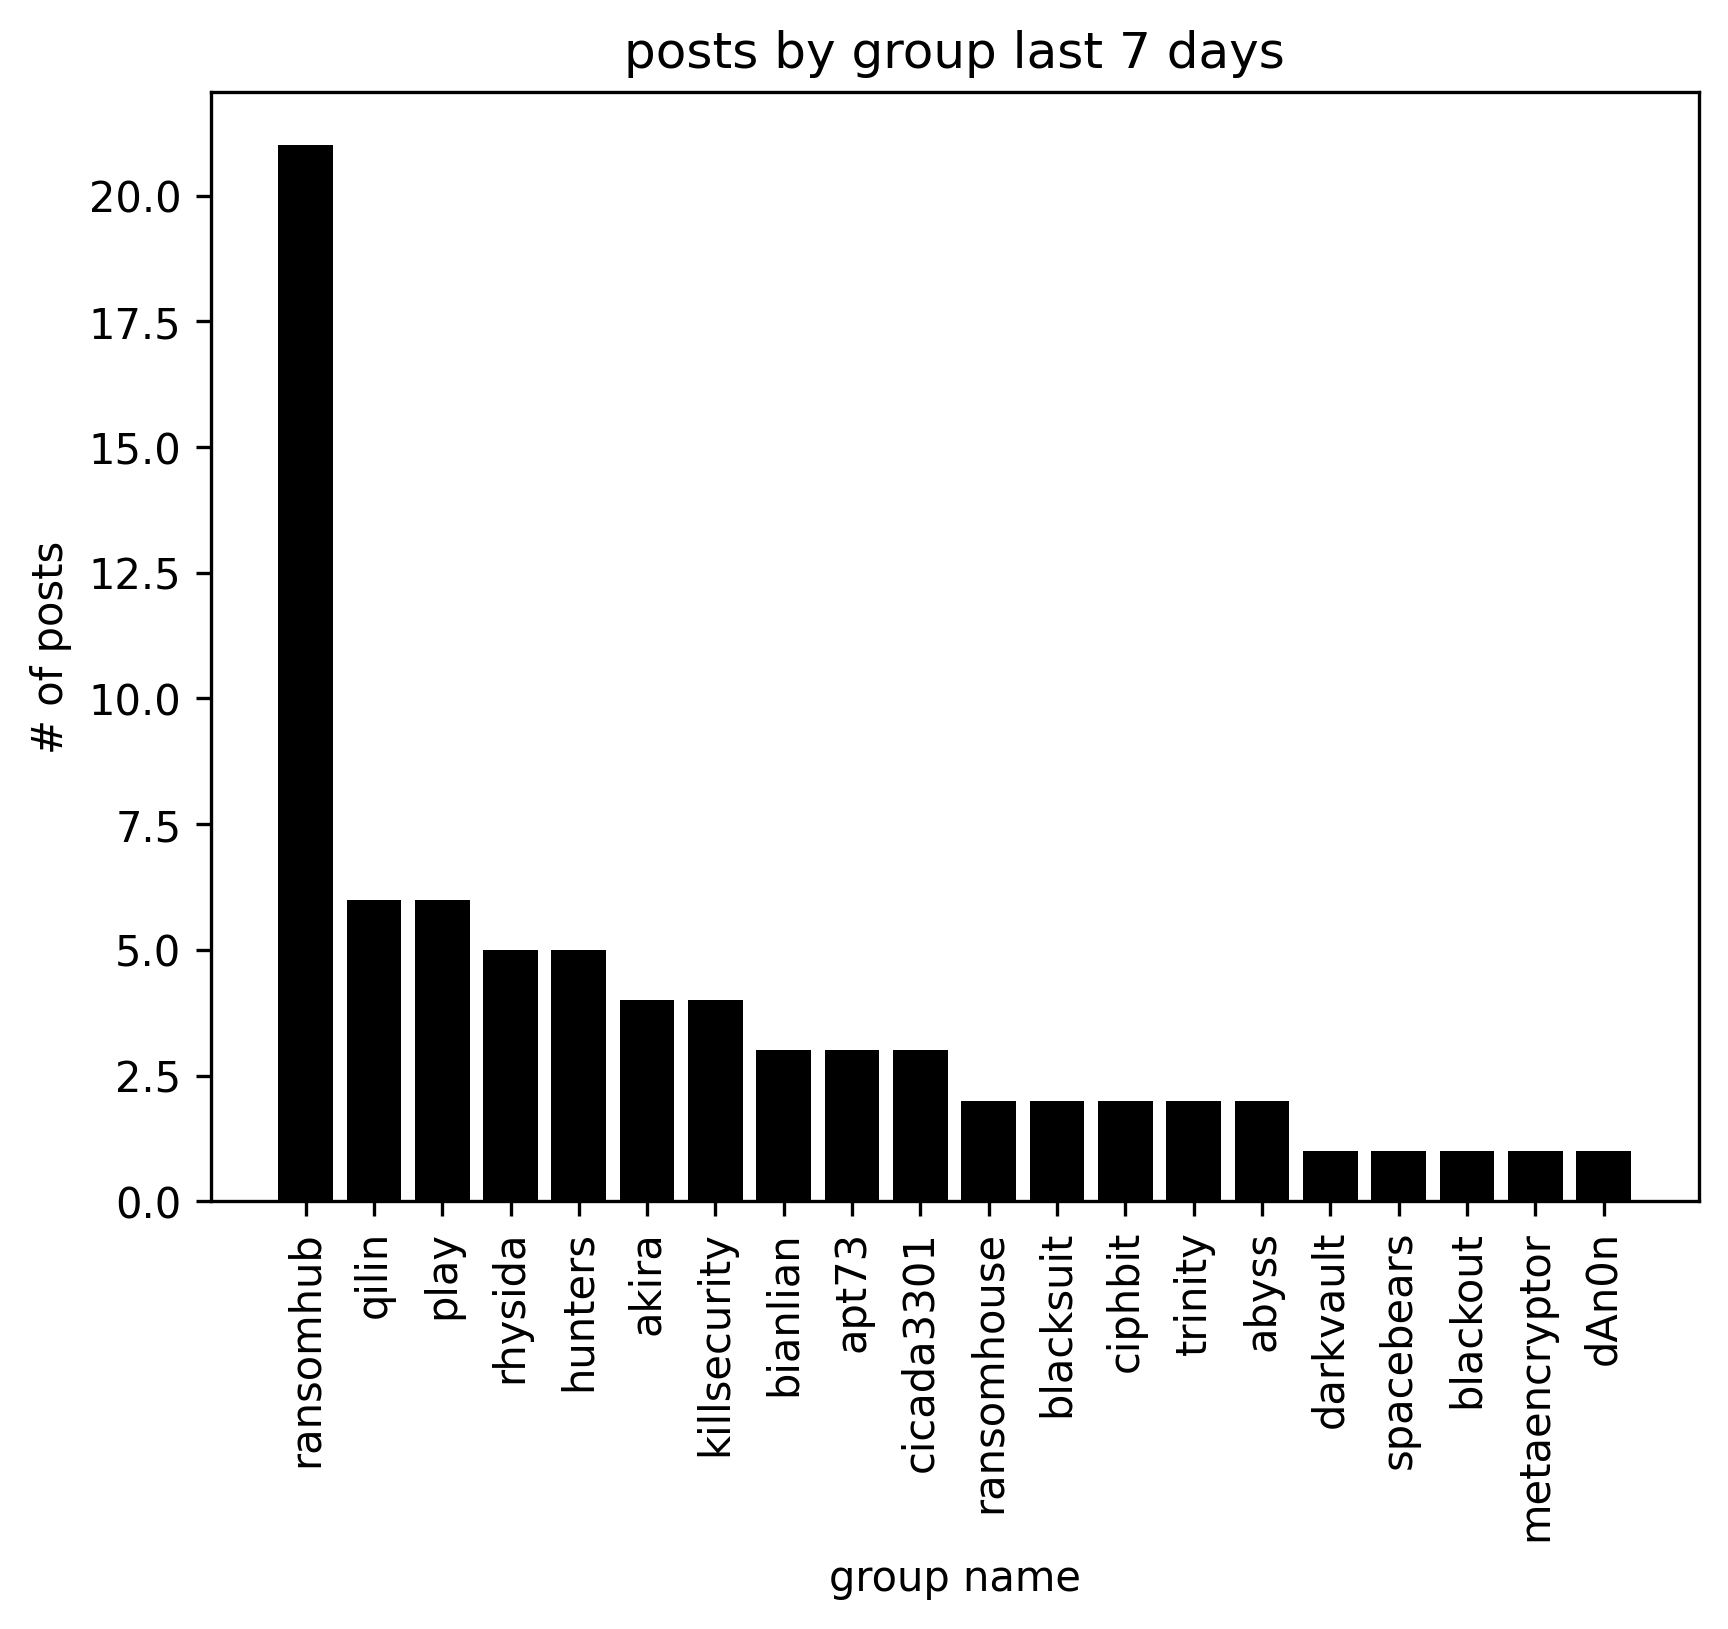 posts by group last 7 days
# of posts
20.0
17.5
15.0
12.5
10.0
7.5
5.0
2.5
0.0
ransomhub
qilin
play
rhysida
hunters
akira
killsecurity
bianlian
apt73
cicada3301
ransomhouse
blacksuit
ciphbit
trinity
abyss
darkvault
spacebears
blackout
metaencryptor
dAn0n
group name